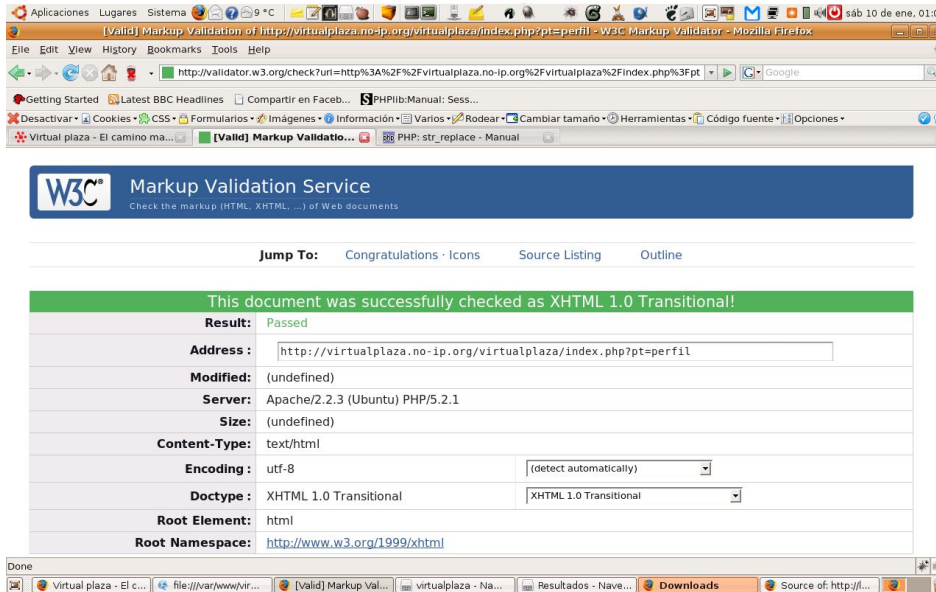 Aplicaciones Lugares Sistema 9 °C sáb 10 de ene, 01:0
[Valid] Markup Validation of http://virtualplaza.no-ip.org/virtualplaza/index.php?pt=perfil - W3C Markup Validator - Mozilla Firefox
File Edit View History Bookmarks Tools Help
http://validator.w3.org/check?uri=http%3A%2F%2Fvirtualplaza.no-ip.org%2Fvirtualplaza%2Findex.php%3Fpt G Google
Getting Started Latest BBC Headlines Compartir en Faceb... PHPlib:Manual: Sess...
Desactivar Cookies CSS Formularios Imágenes Información Varios Rodear Cambiar tamaño Herramientas Código fuente Opciones
Virtual plaza - El camino ma... [Valid] Markup Validatio... PHP: str_replace - Manual
W3C® Markup Validation Service
Check the markup (HTML, XHTML, ...) of Web documents
Jump To: Congratulations · Icons Source Listing Outline
This document was successfully checked as XHTML 1.0 Transitional!
Result: Passed
Address : http://virtualplaza.no-ip.org/virtualplaza/index.php?pt=perfil
Modified: (undefined)
Server: Apache/2.2.3 (Ubuntu) PHP/5.2.1
Size: (undefined)
Content-Type: text/html
Encoding : utf-8 (detect automatically)
Doctype : XHTML 1.0 Transitional XHTML 1.0 Transitional
Root Element: html
Root Namespace: http://www.w3.org/1999/xhtml
Done
Virtual plaza - El c... file:///var/www/vir... [Valid] Markup Val... virtualplaza - Na... Resultados - Nave... Downloads Source of: http://l...